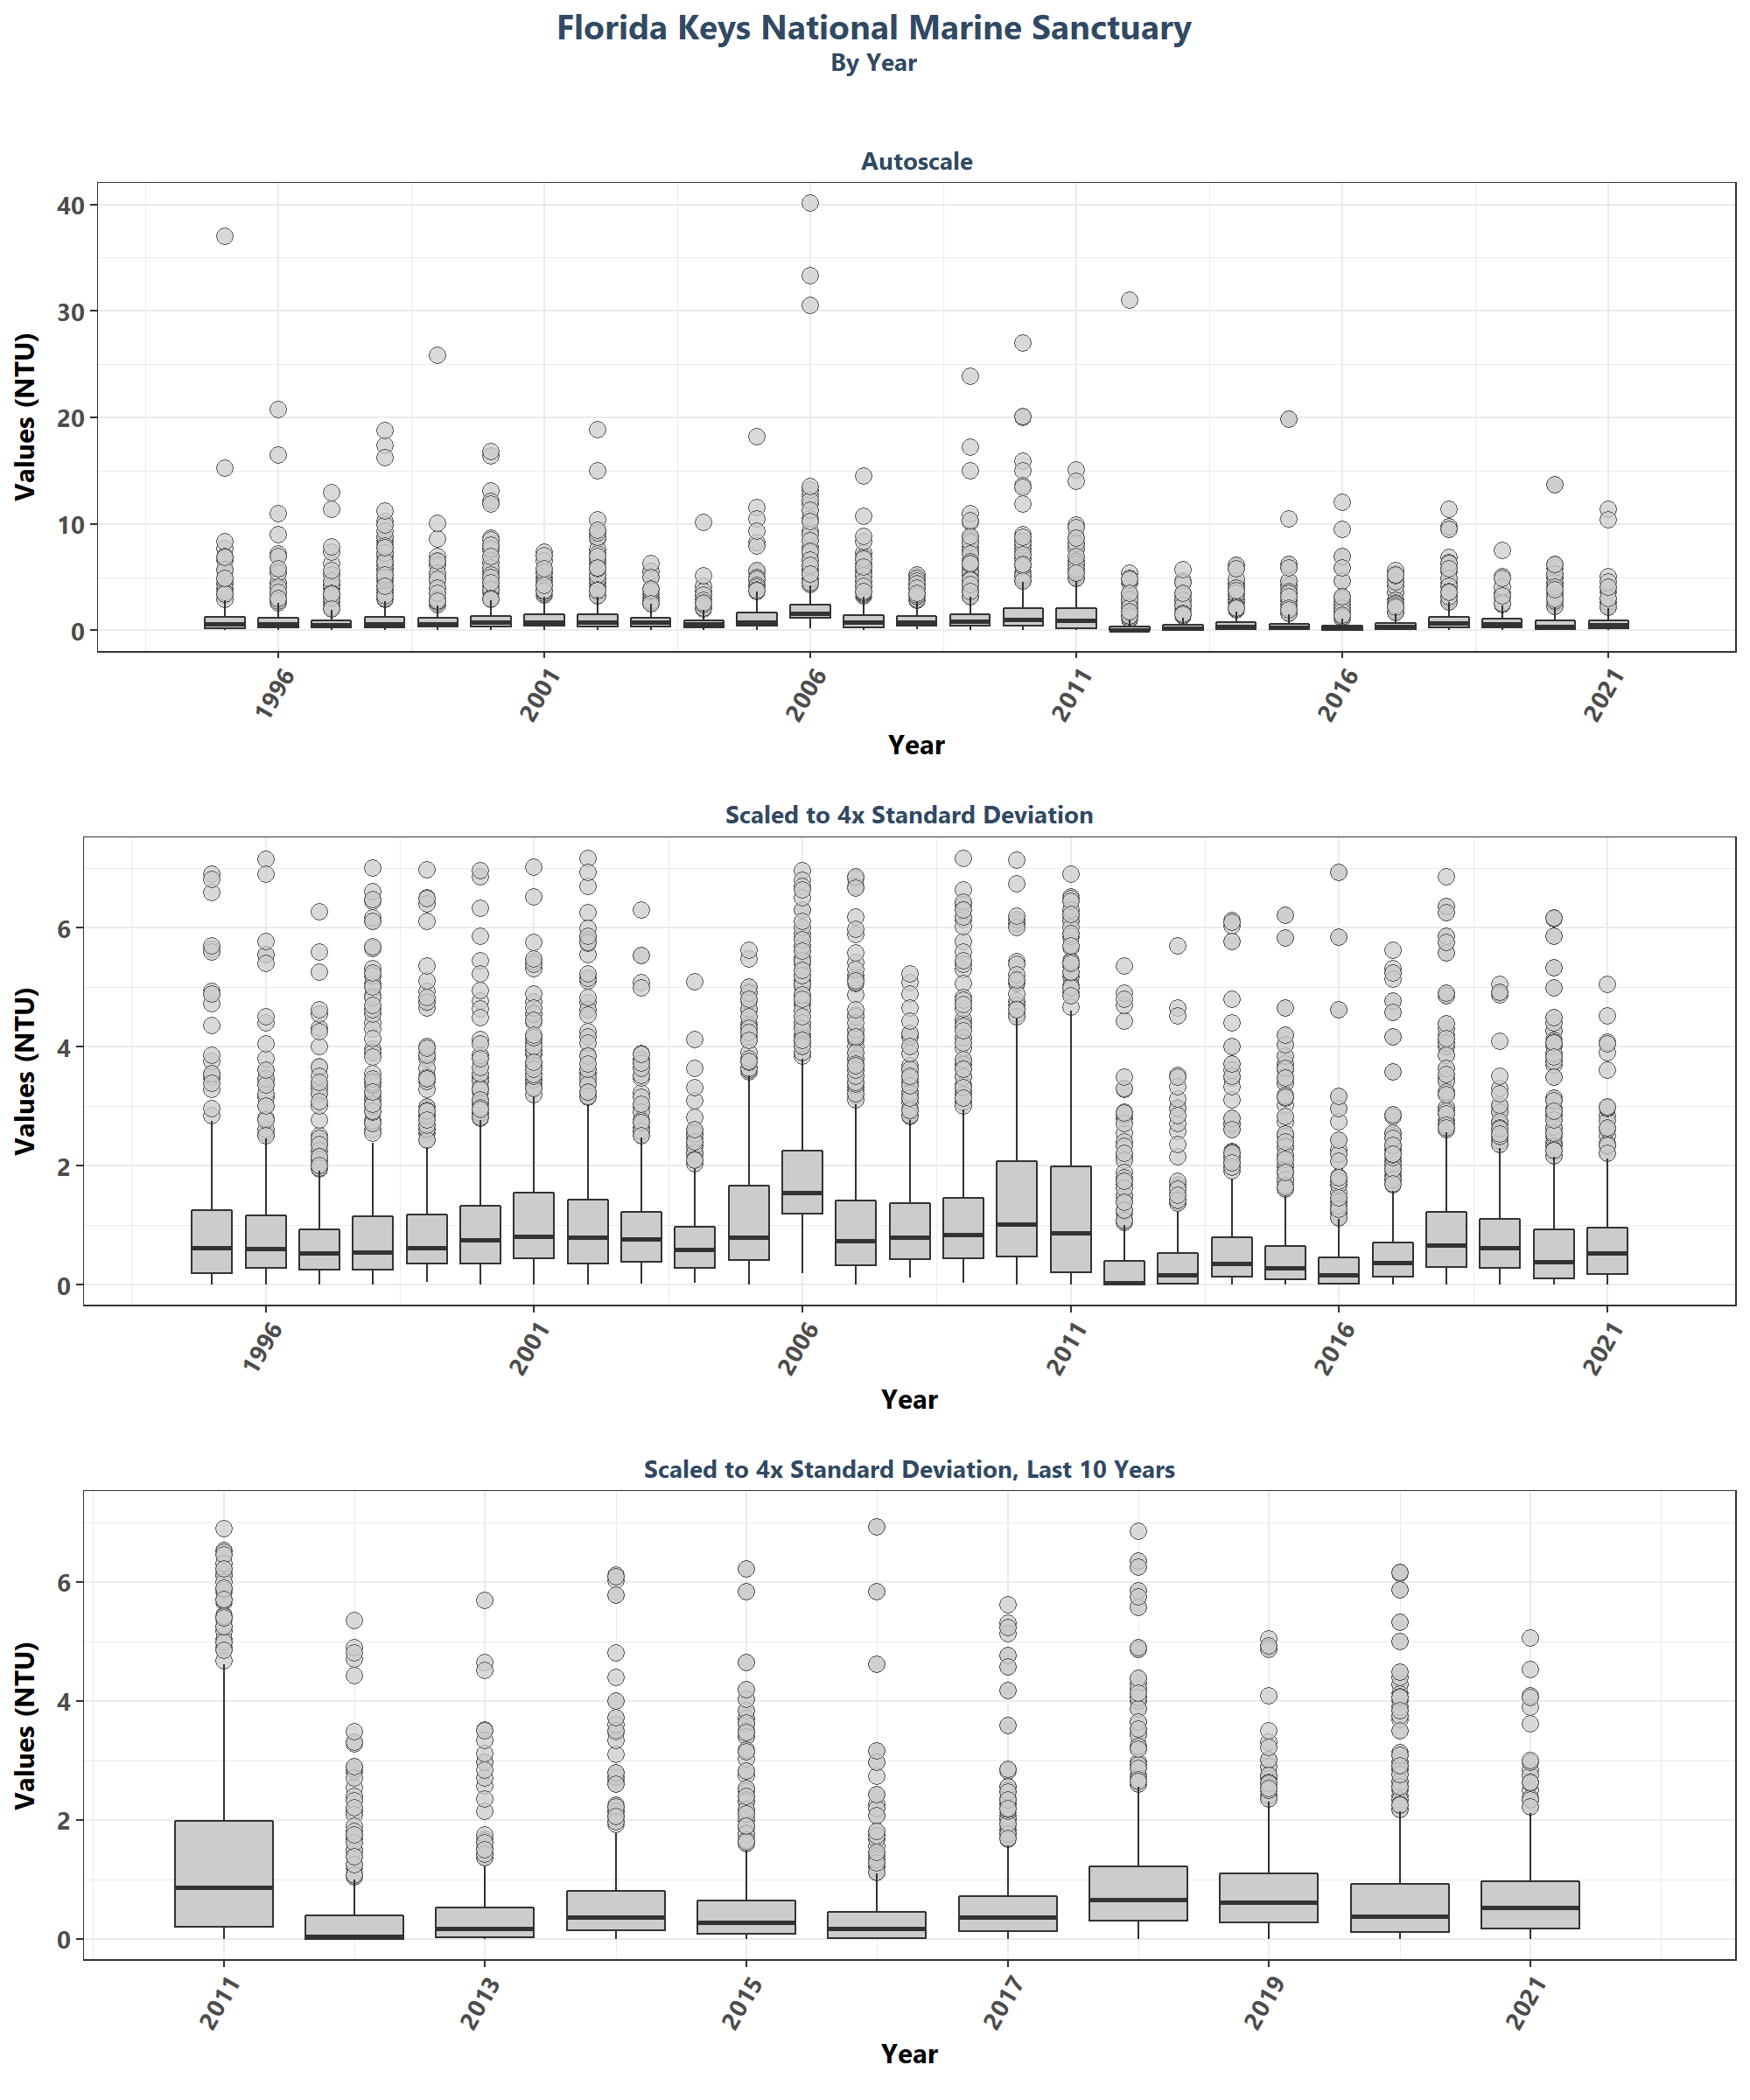 Florida Keys National Marine Sanctuary
By Year
Autoscale
Values (NTU)
40
30
20
10
0
1996 2001 2006 2011 2016 2021
Year
Scaled to 4x Standard Deviation
Values (NTU)
6
4
2
0
1996 2001 2006 2011 2016 2021
Year
Scaled to 4x Standard Deviation, Last 10 Years
Values (NTU)
6
4
2
0
2011 2013 2015 2017 2019 2021
Year